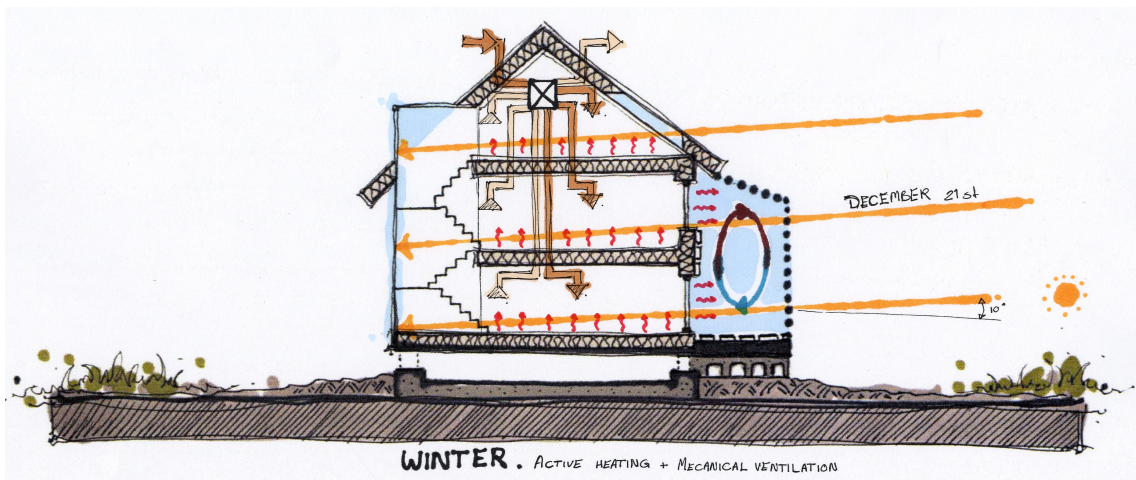 DECEMBER 21st
10°
WINTER. ACTIVE HEATING + MECANICAL VENTILATION